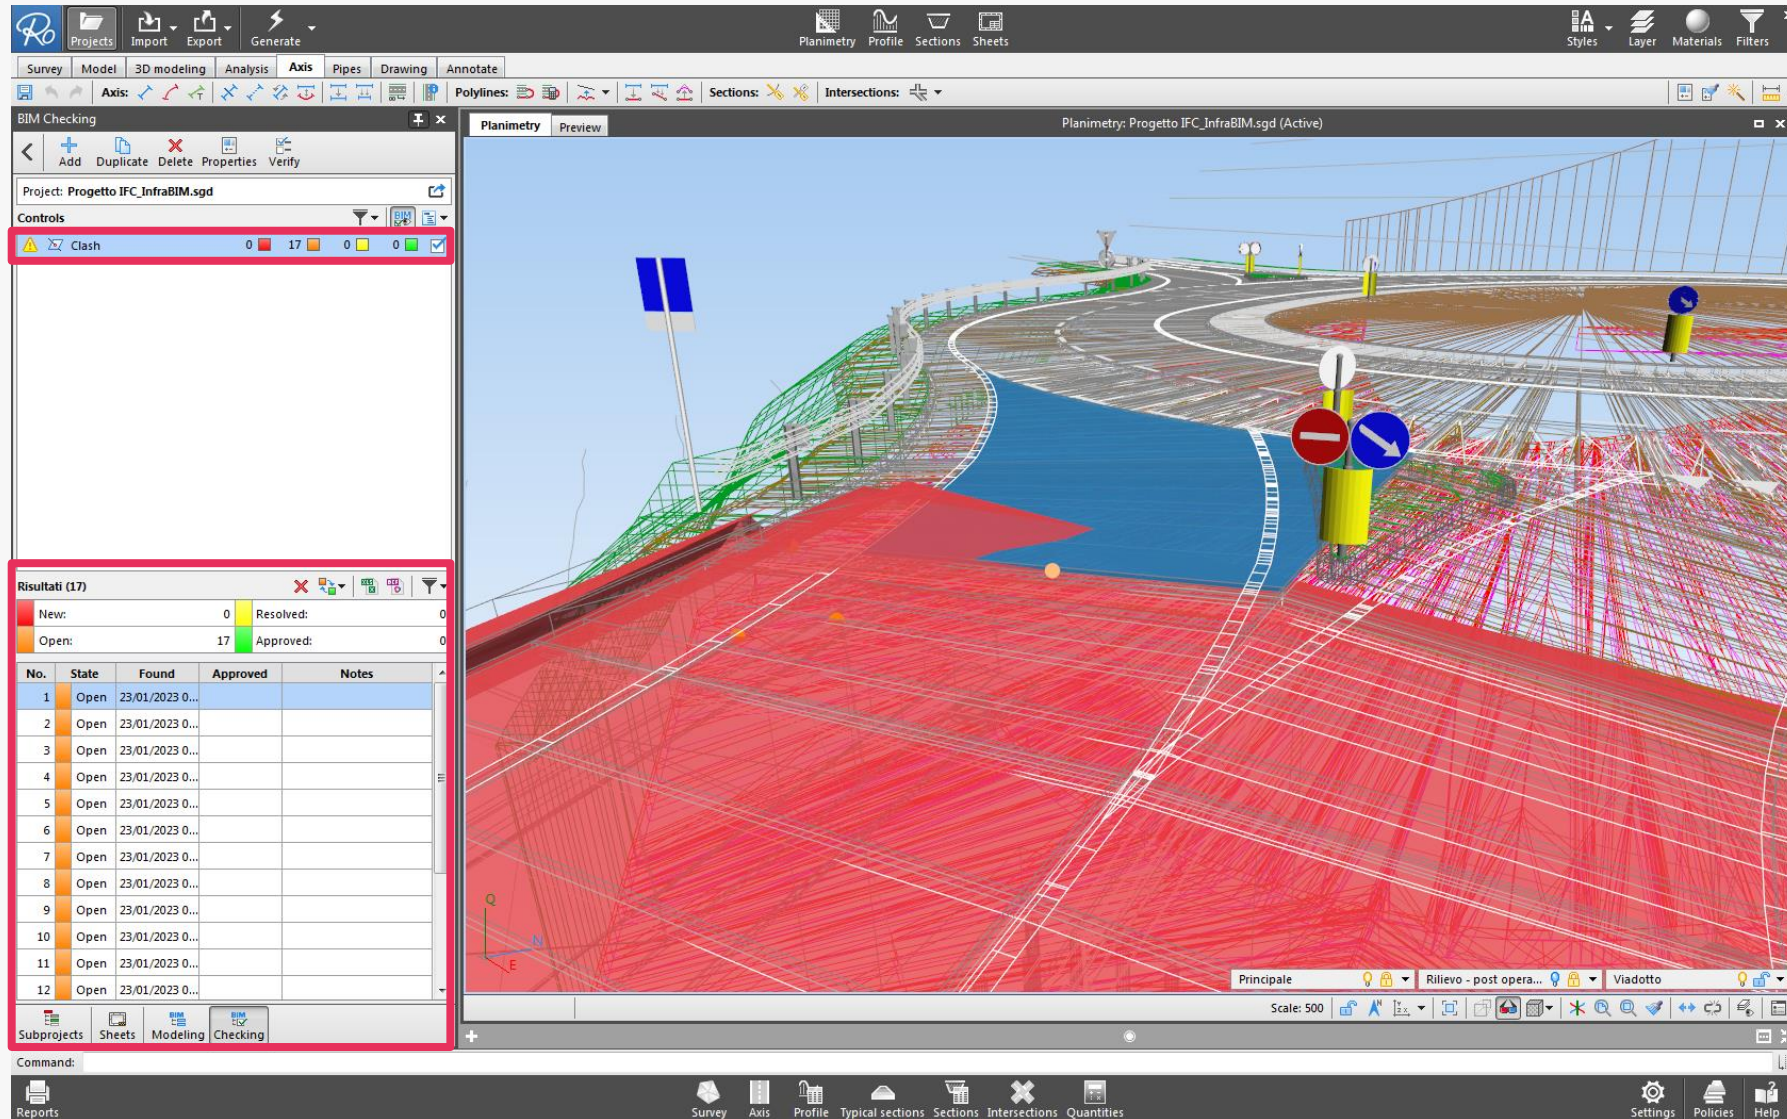 Ro
Projects Import Export Generate
Planimetry Profile Sections Sheets
Styles Layer Materials Filters
Survey Model 3D modeling Analysis Axis Pipes Drawing Annotate
Axis: Polylines: Sections: Intersections:
BIM Checking
Add Duplicate Delete Properties Verify
Project: Progetto IFC_InfraBIM.sgd
Controls BIM
Clash 0 17 0 0
Planimetry Preview Planimetry: Progetto IFC_InfraBIM.sgd (Active)
Risultati (17)
New: 0 Resolved: 0
Open: 17 Approved: 0
No. State Found Approved Notes
1 Open 23/01/2023 0...
2 Open 23/01/2023 0...
3 Open 23/01/2023 0...
4 Open 23/01/2023 0...
5 Open 23/01/2023 0...
6 Open 23/01/2023 0...
7 Open 23/01/2023 0...
8 Open 23/01/2023 0...
9 Open 23/01/2023 0...
10 Open 23/01/2023 0...
11 Open 23/01/2023 0...
12 Open 23/01/2023 0...
Q
N
E
Principale Rilievo - post opera... Viadotto
Scale: 500
Subprojects Sheets Modeling Checking
Command:
Reports
Survey Axis Profile Typical sections Sections Intersections Quantities
Settings Policies Help